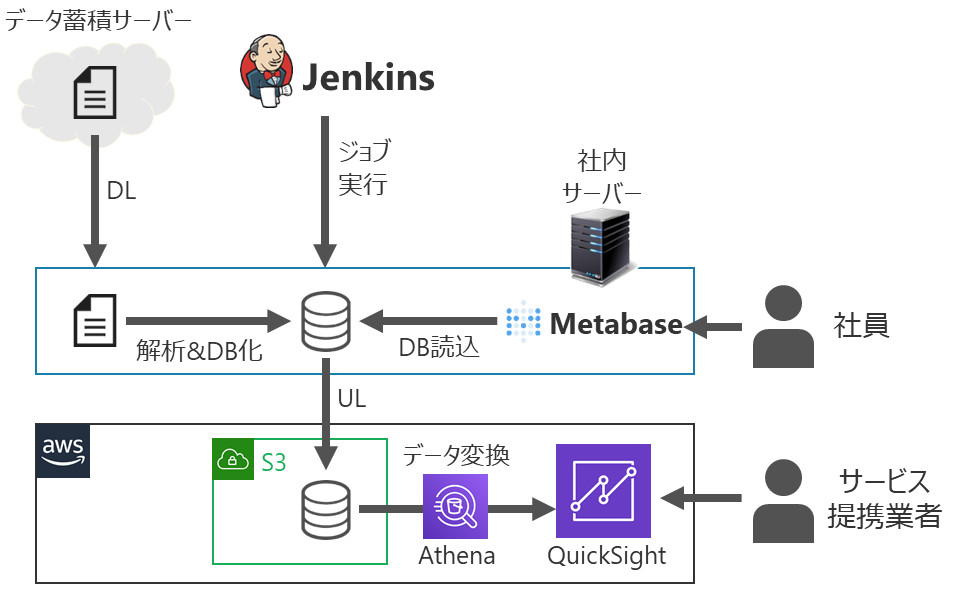 データ蓄積サーバー
Jenkins
DL
ジョブ
実行
社内
サーバー
解析&DB化
DB読込
Metabase
社員
UL
aws
S3
データ変換
Athena
QuickSight
サービス
提携業者